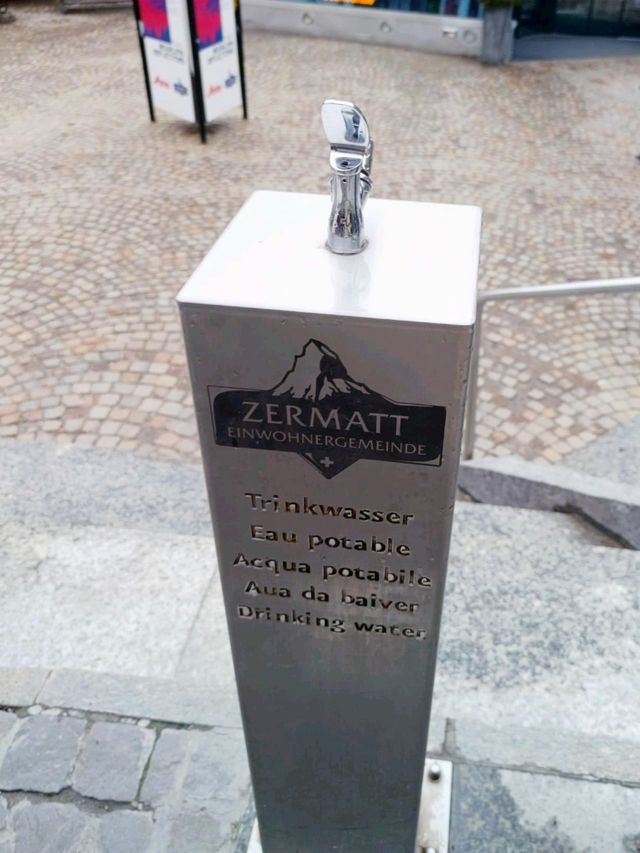 ZERMATT
EINWOHNERGEMEINDE
Trinkwasser
Eau potable
Acqua potabile
Aua da baiver
Drinking water